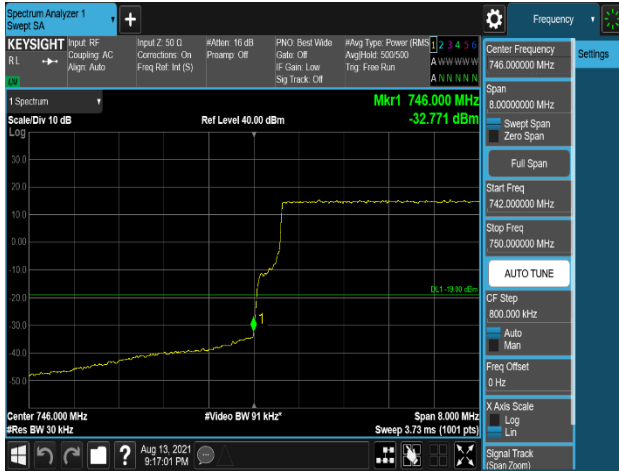 Spectrum Analyzer 1
Swept SA
+
Frequency
KEYSIGHT
RL
Input: RF
Coupling: AC
Align: Auto
Input Z: 50 Ω
Corrections: On
Freq Ref: Int (S)
#Atten: 16 dB
Preamp: Off
PNO: Best Wide
Gate: Off
IF Gain: Low
Sig Track: Off
#Avg Type: Power (RMS
Avg|Hold: 500/500
Trig: Free Run
1 2 3 4 5 6
A W W W W W
A N N N N N
LV
1 Spectrum
Scale/Div 10 dB
Ref Level 40.00 dBm
Mkr1 746.000 MHz
-32.771 dBm
Log
30.0
20.0
10.0
0.00
-10.0
-20.0
-30.0
-40.0
-50.0
DL1 -19.00 dBm
1
Center 746.000 MHz
#Video BW 91 kHz*
Span 8.000 MHz
#Res BW 30 kHz
Sweep 3.73 ms (1001 pts)
?
Aug 13, 2021
9:17:01 PM
Center Frequency
746.000000 MHz
Settings
Span
8.00000000 MHz
Swept Span
Zero Span
Full Span
Start Freq
742.000000 MHz
Stop Freq
750.000000 MHz
AUTO TUNE
CF Step
800.000 kHz
Auto
Man
Freq Offset
0 Hz
X Axis Scale
Log
Lin
Signal Track
(Span Zoom)